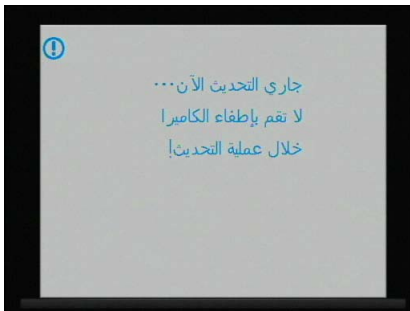 جاري التحديث الآن...
لا تقم بإطفاء الكاميرا
خلال عملية التحديث!